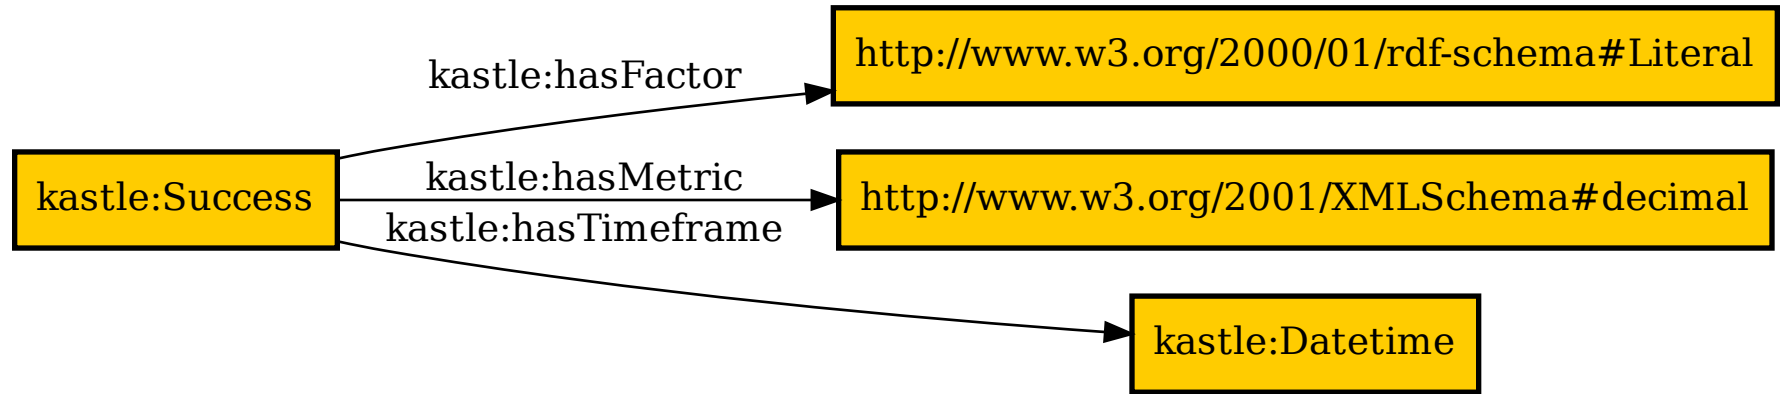 kastle:hasFactor
http://www.w3.org/2000/01/rdf-schema#Literal
kastle:Success
kastle:hasMetric
http://www.w3.org/2001/XMLSchema#decimal
kastle:hasTimeframe
kastle:Datetime